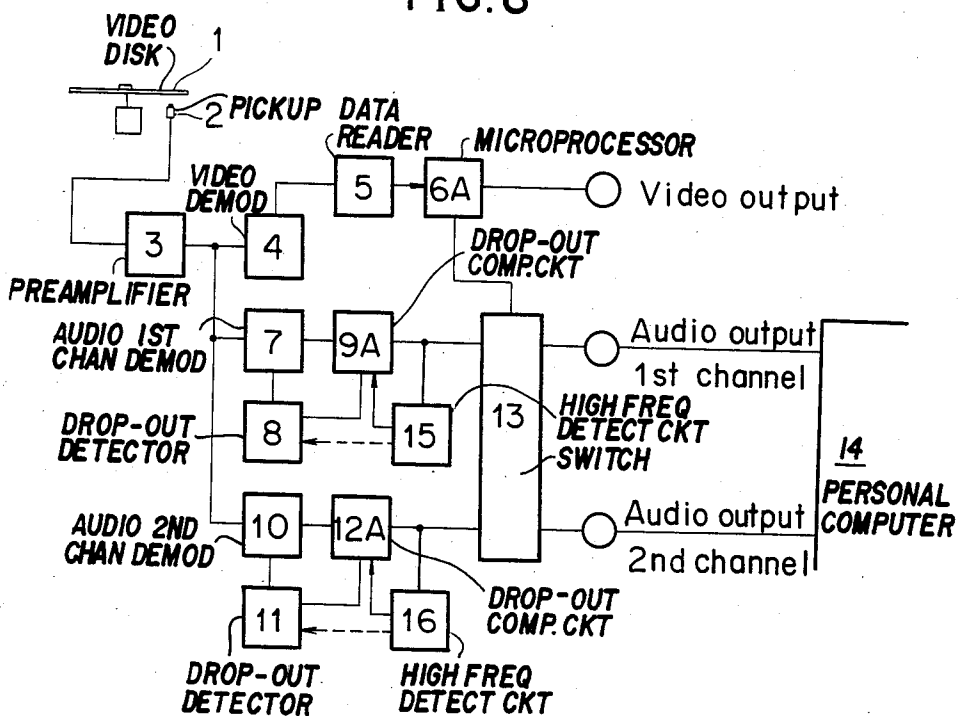 FIG. 8
VIDEO
DISK
1
2
PICKUP
DATA
READER
MICROPROCESSOR
VIDEO
DEMOD
3
4
5
6A
Video output
PREAMPLIFIER
DROP-OUT
COMP.CKT
AUDIO 1ST
CHAN DEMOD
7
9A
13
Audio output
1st channel
DROP-OUT
DETECTOR
8
15
HIGH FREQ
DETECT CKT
SWITCH
14
PERSONAL
COMPUTER
AUDIO 2ND
CHAN DEMOD
10
12A
Audio output
2nd channel
11
16
DROP-OUT
COMP.CKT
DROP-OUT
DETECTOR
HIGH FREQ
DETECT CKT